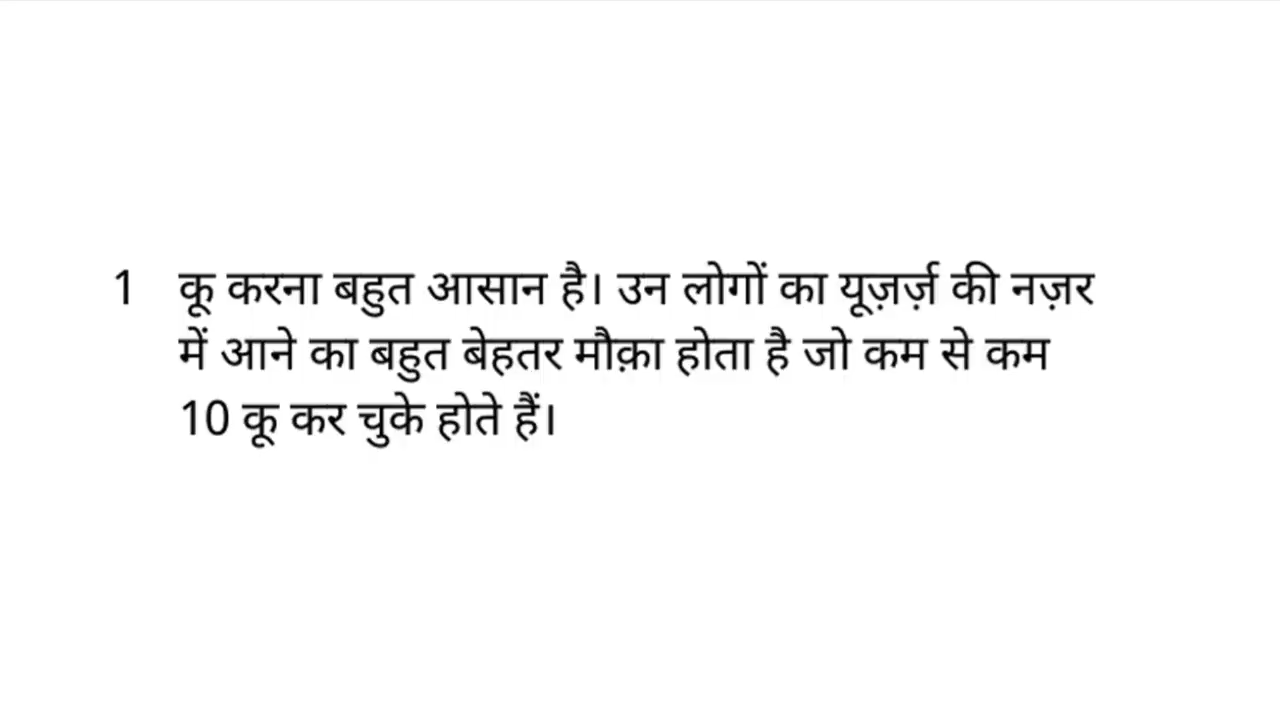 1 कू करना बहुत आसान है। उन लोगों का यूज़र्ज़ की नज़र
में आने का बहुत बेहतर मौक़ा होता है जो कम से कम
10 कू कर चुके होते हैं।